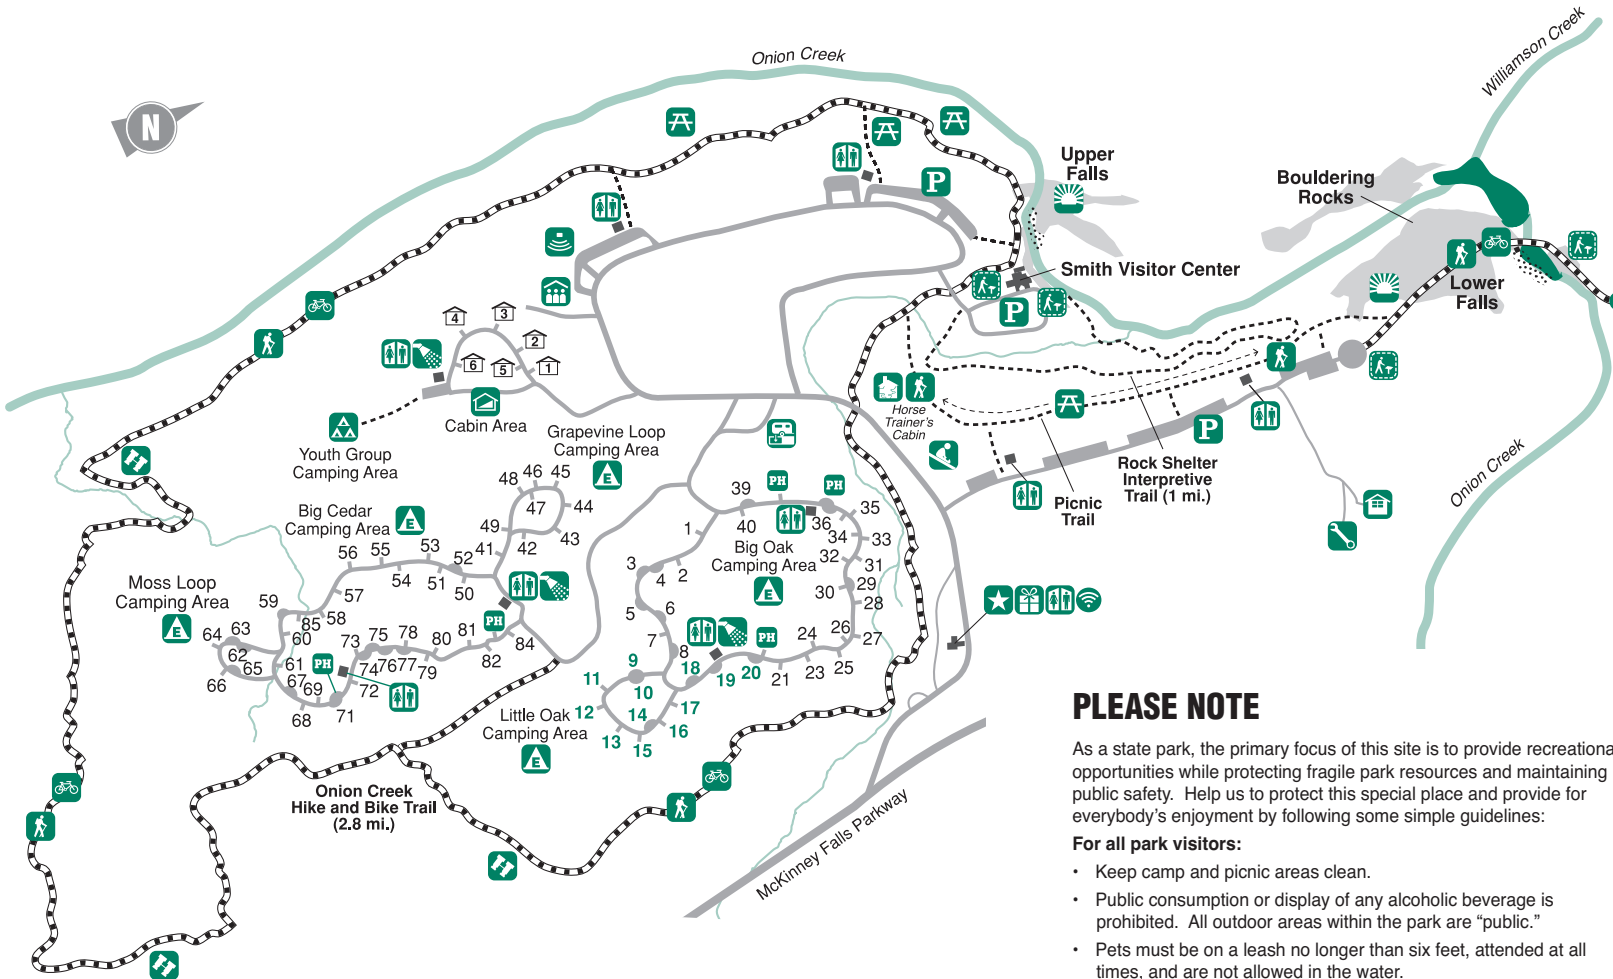 Onion Creek
Williamson Creek
N
Upper
Falls
Bouldering
Rocks
P
Smith Visitor Center
P
Lower
Falls
4
3
2
6
5
1
Cabin Area
Horse
Trainer's
Cabin
Youth Group
Camping Area
Grapevine Loop
Camping Area
E
P
Rock Shelter
Interpretive
Trail (1 mi.)
Picnic
Trail
Onion Creek
48
46
45
47
44
49
43
42
41
Big Cedar
Camping Area
E
56
55
53
52
54
51
50
57
58
59
85
60
Moss Loop
Camping Area
E
64
63
62
65
66
61
67
69
68
71
72
73
74
75
76
77
78
79
80
81
82
84
PH
PH
39
40
PH
PH
36
35
34
33
32
31
30
29
28
27
26
25
24
23
21
20
19
18
PH
Big Oak
Camping Area
E
1
2
3
4
5
6
7
8
9
10
11
12
13
14
15
16
17
Little Oak
Camping Area
E
Onion Creek
Hike and Bike Trail
(2.8 mi.)
McKinney Falls Parkway
PLEASE NOTE
As a state park, the primary focus of this site is to provide recreationa
opportunities while protecting fragile park resources and maintaining
public safety. Help us to protect this special place and provide for
everybody's enjoyment by following some simple guidelines:
For all park visitors:
• Keep camp and picnic areas clean.
• Public consumption or display of any alcoholic beverage is
prohibited. All outdoor areas within the park are “public.”
• Pets must be on a leash no longer than six feet, attended at all
times, and are not allowed in the water.